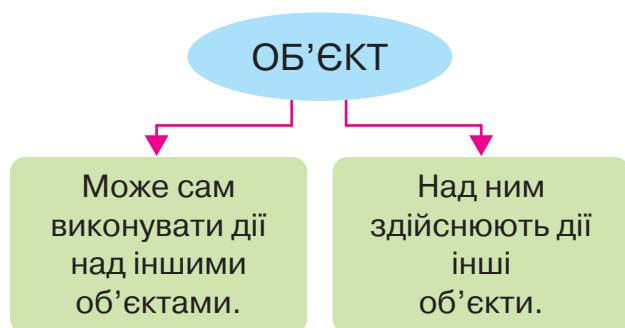 ОБ’ЄКТ
Може сам
виконувати дії
над іншими
об’єктами.
Над ним
здійснюють дії
інші
об’єкти.